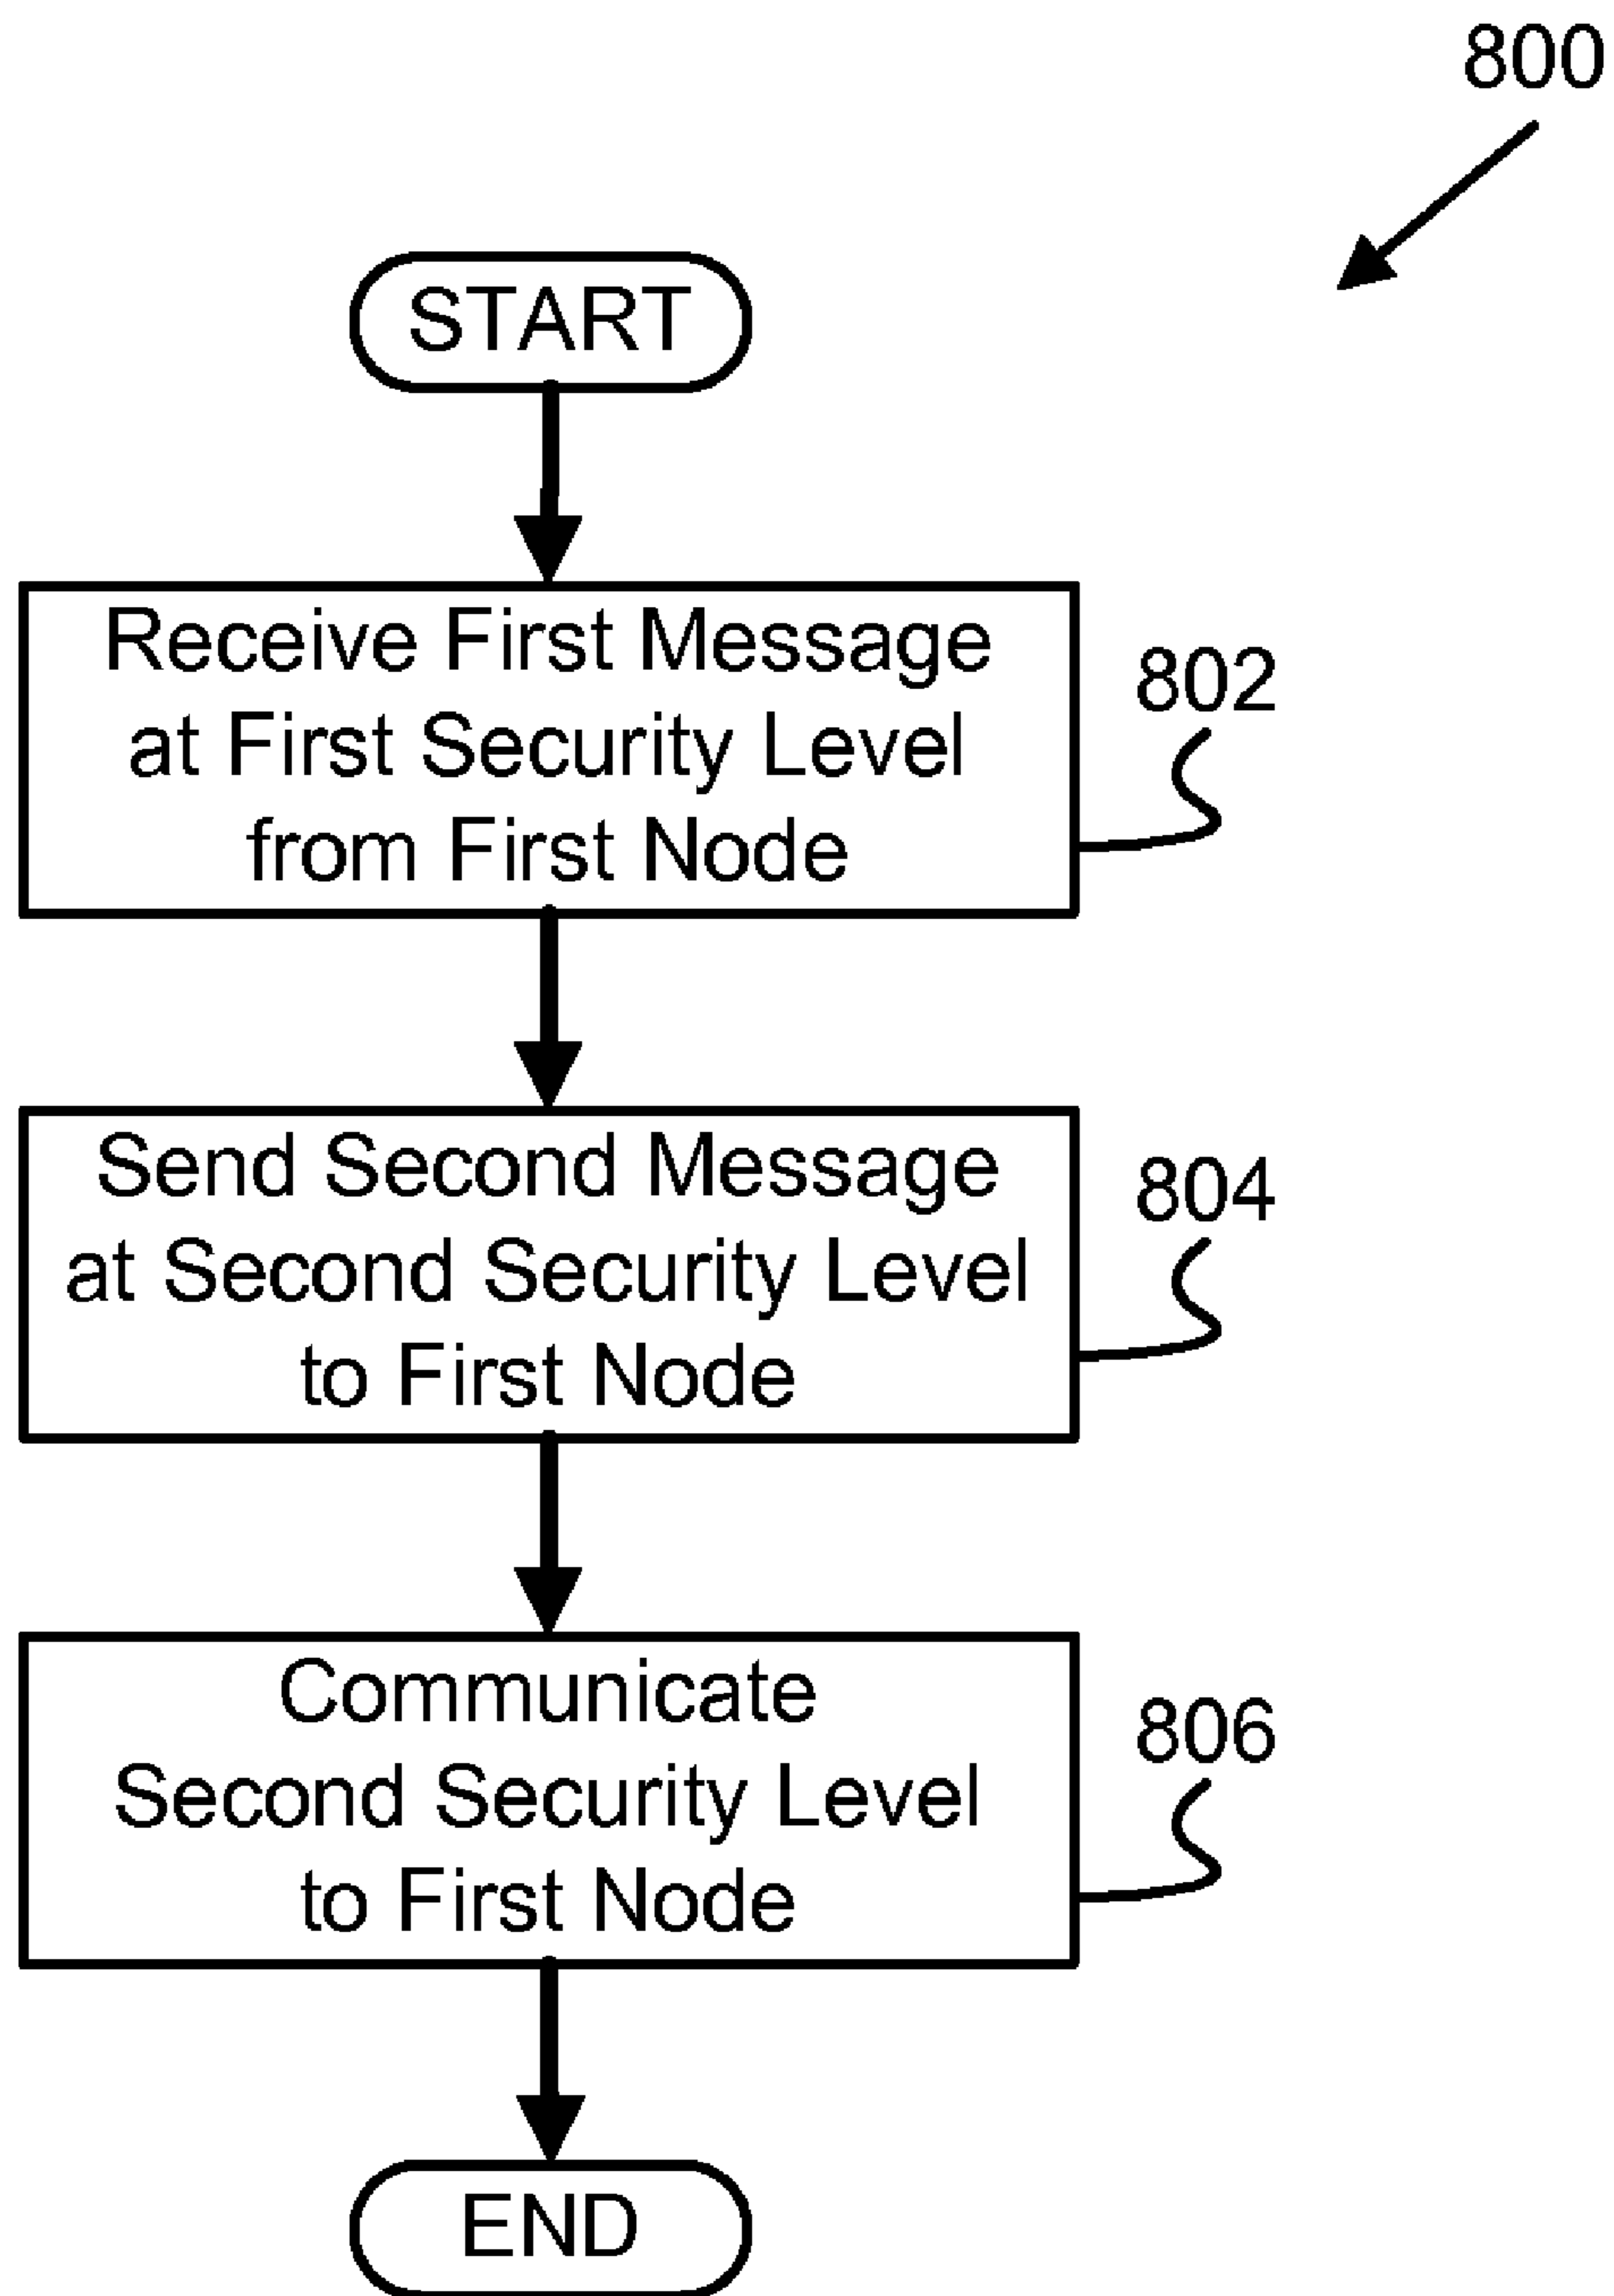 800
START
Receive First Message
at First Security Level
from First Node
802
Send Second Message
at Second Security Level
to First Node
804
Communicate
Second Security Level
to First Node
806
END